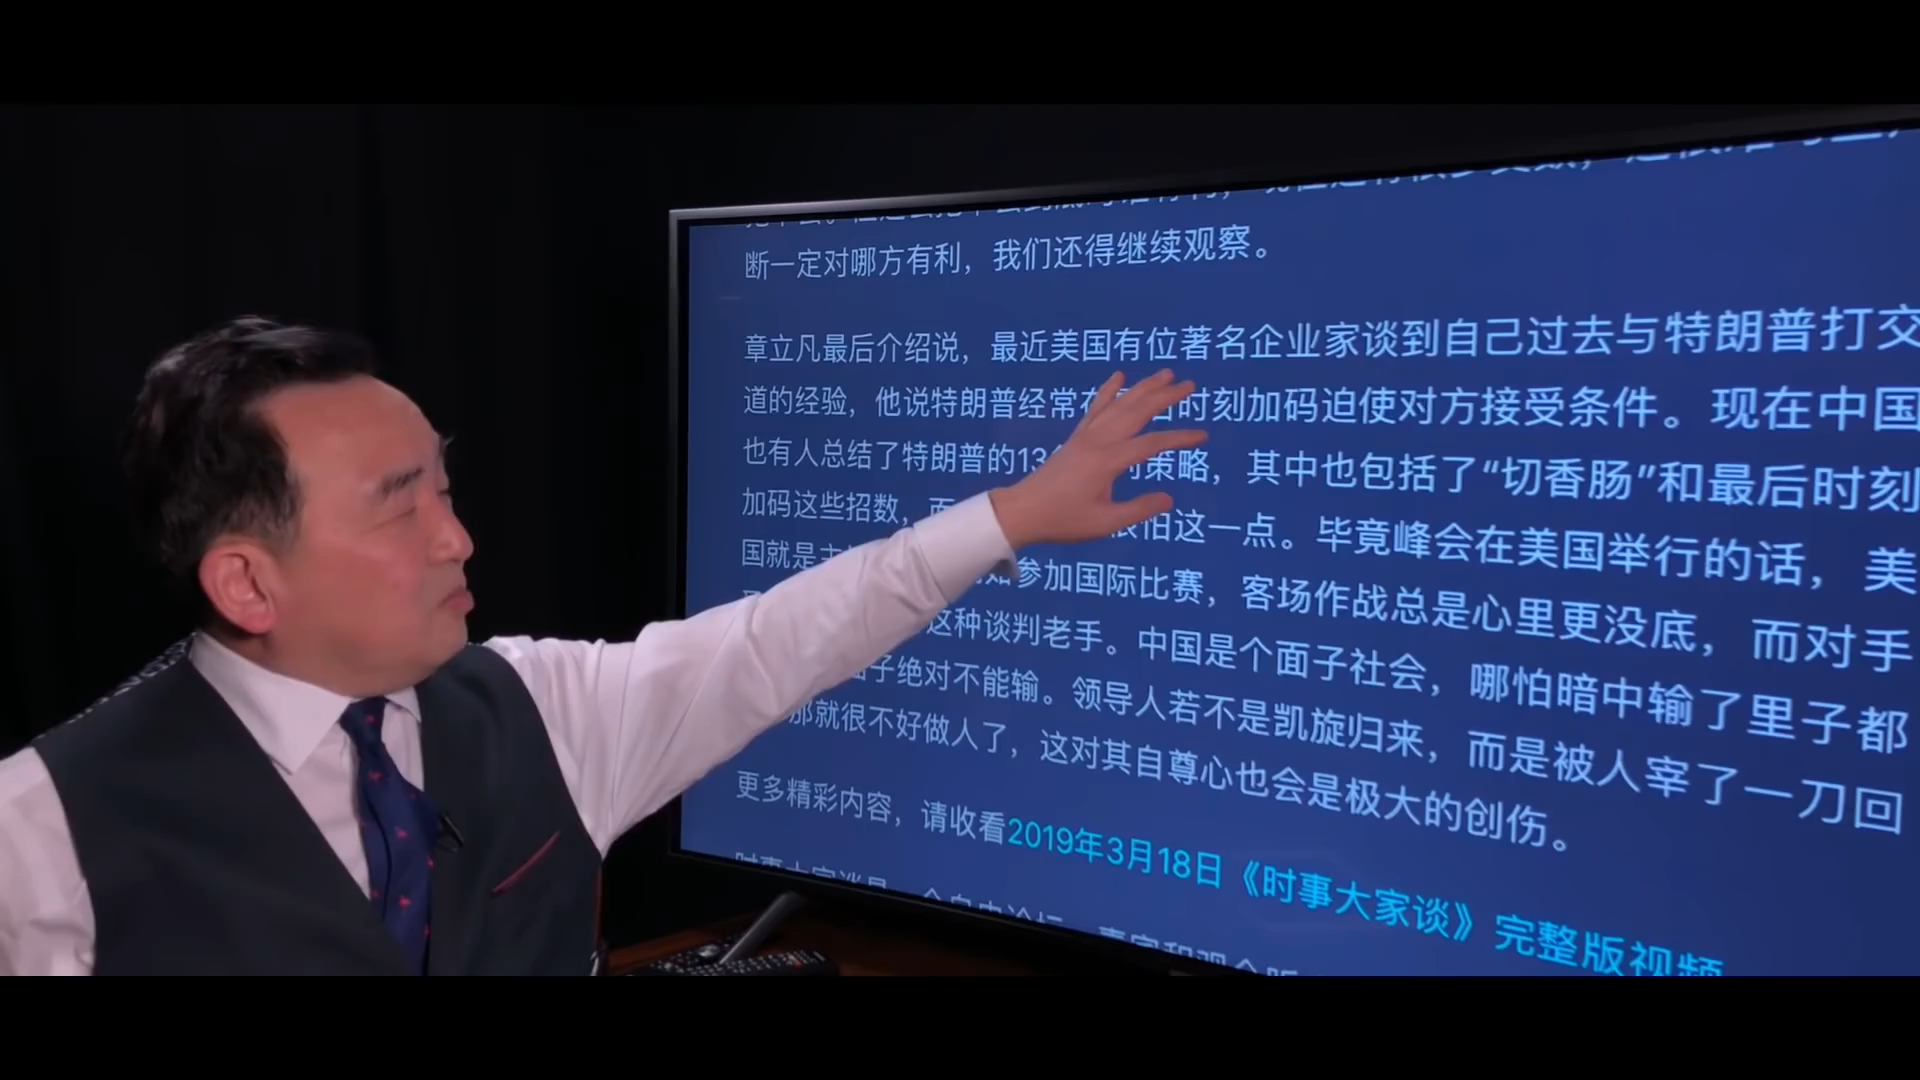 断一定对哪方有利，我们还得继续观察。
章立凡最后介绍说，最近美国有位著名企业家谈到自己过去与特朗普打交
道的经验，他说特朗普经常在 时刻加码迫使对方接受条件。现在中国
也有人总结了特朗普的13 策略，其中也包括了“切香肠”和最后时刻
加码这些招数， 怕这一点。毕竟峰会在美国举行的话，美
国就是 参加国际比赛，客场作战总是心里更没底，而对手
这种谈判老手。中国是个面子社会，哪怕暗中输了里子都
子绝对不能输。领导人若不是凯旋归来，而是被人宰了一刀回
那就很不好做人了，这对其自尊心也会是极大的创伤。
更多精彩内容，请收看2019年3月18日《时事大家谈》完整版视频